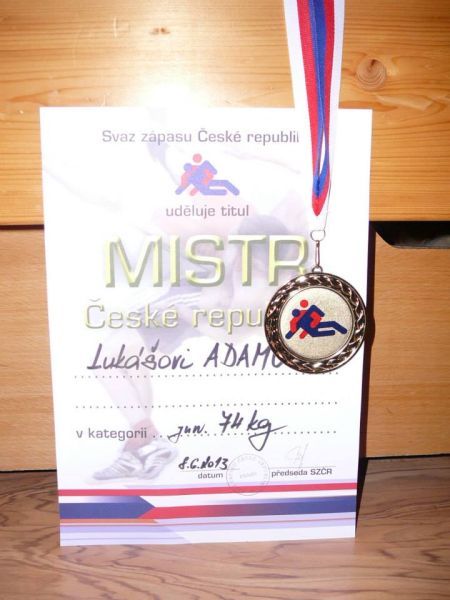 Svaz zápasu České republi
uděluje titul
MISTR
České repu
Lukášovi ADAM
v kategorii .. jun. 74 kg
8.6.2013
datum
předseda SZČR